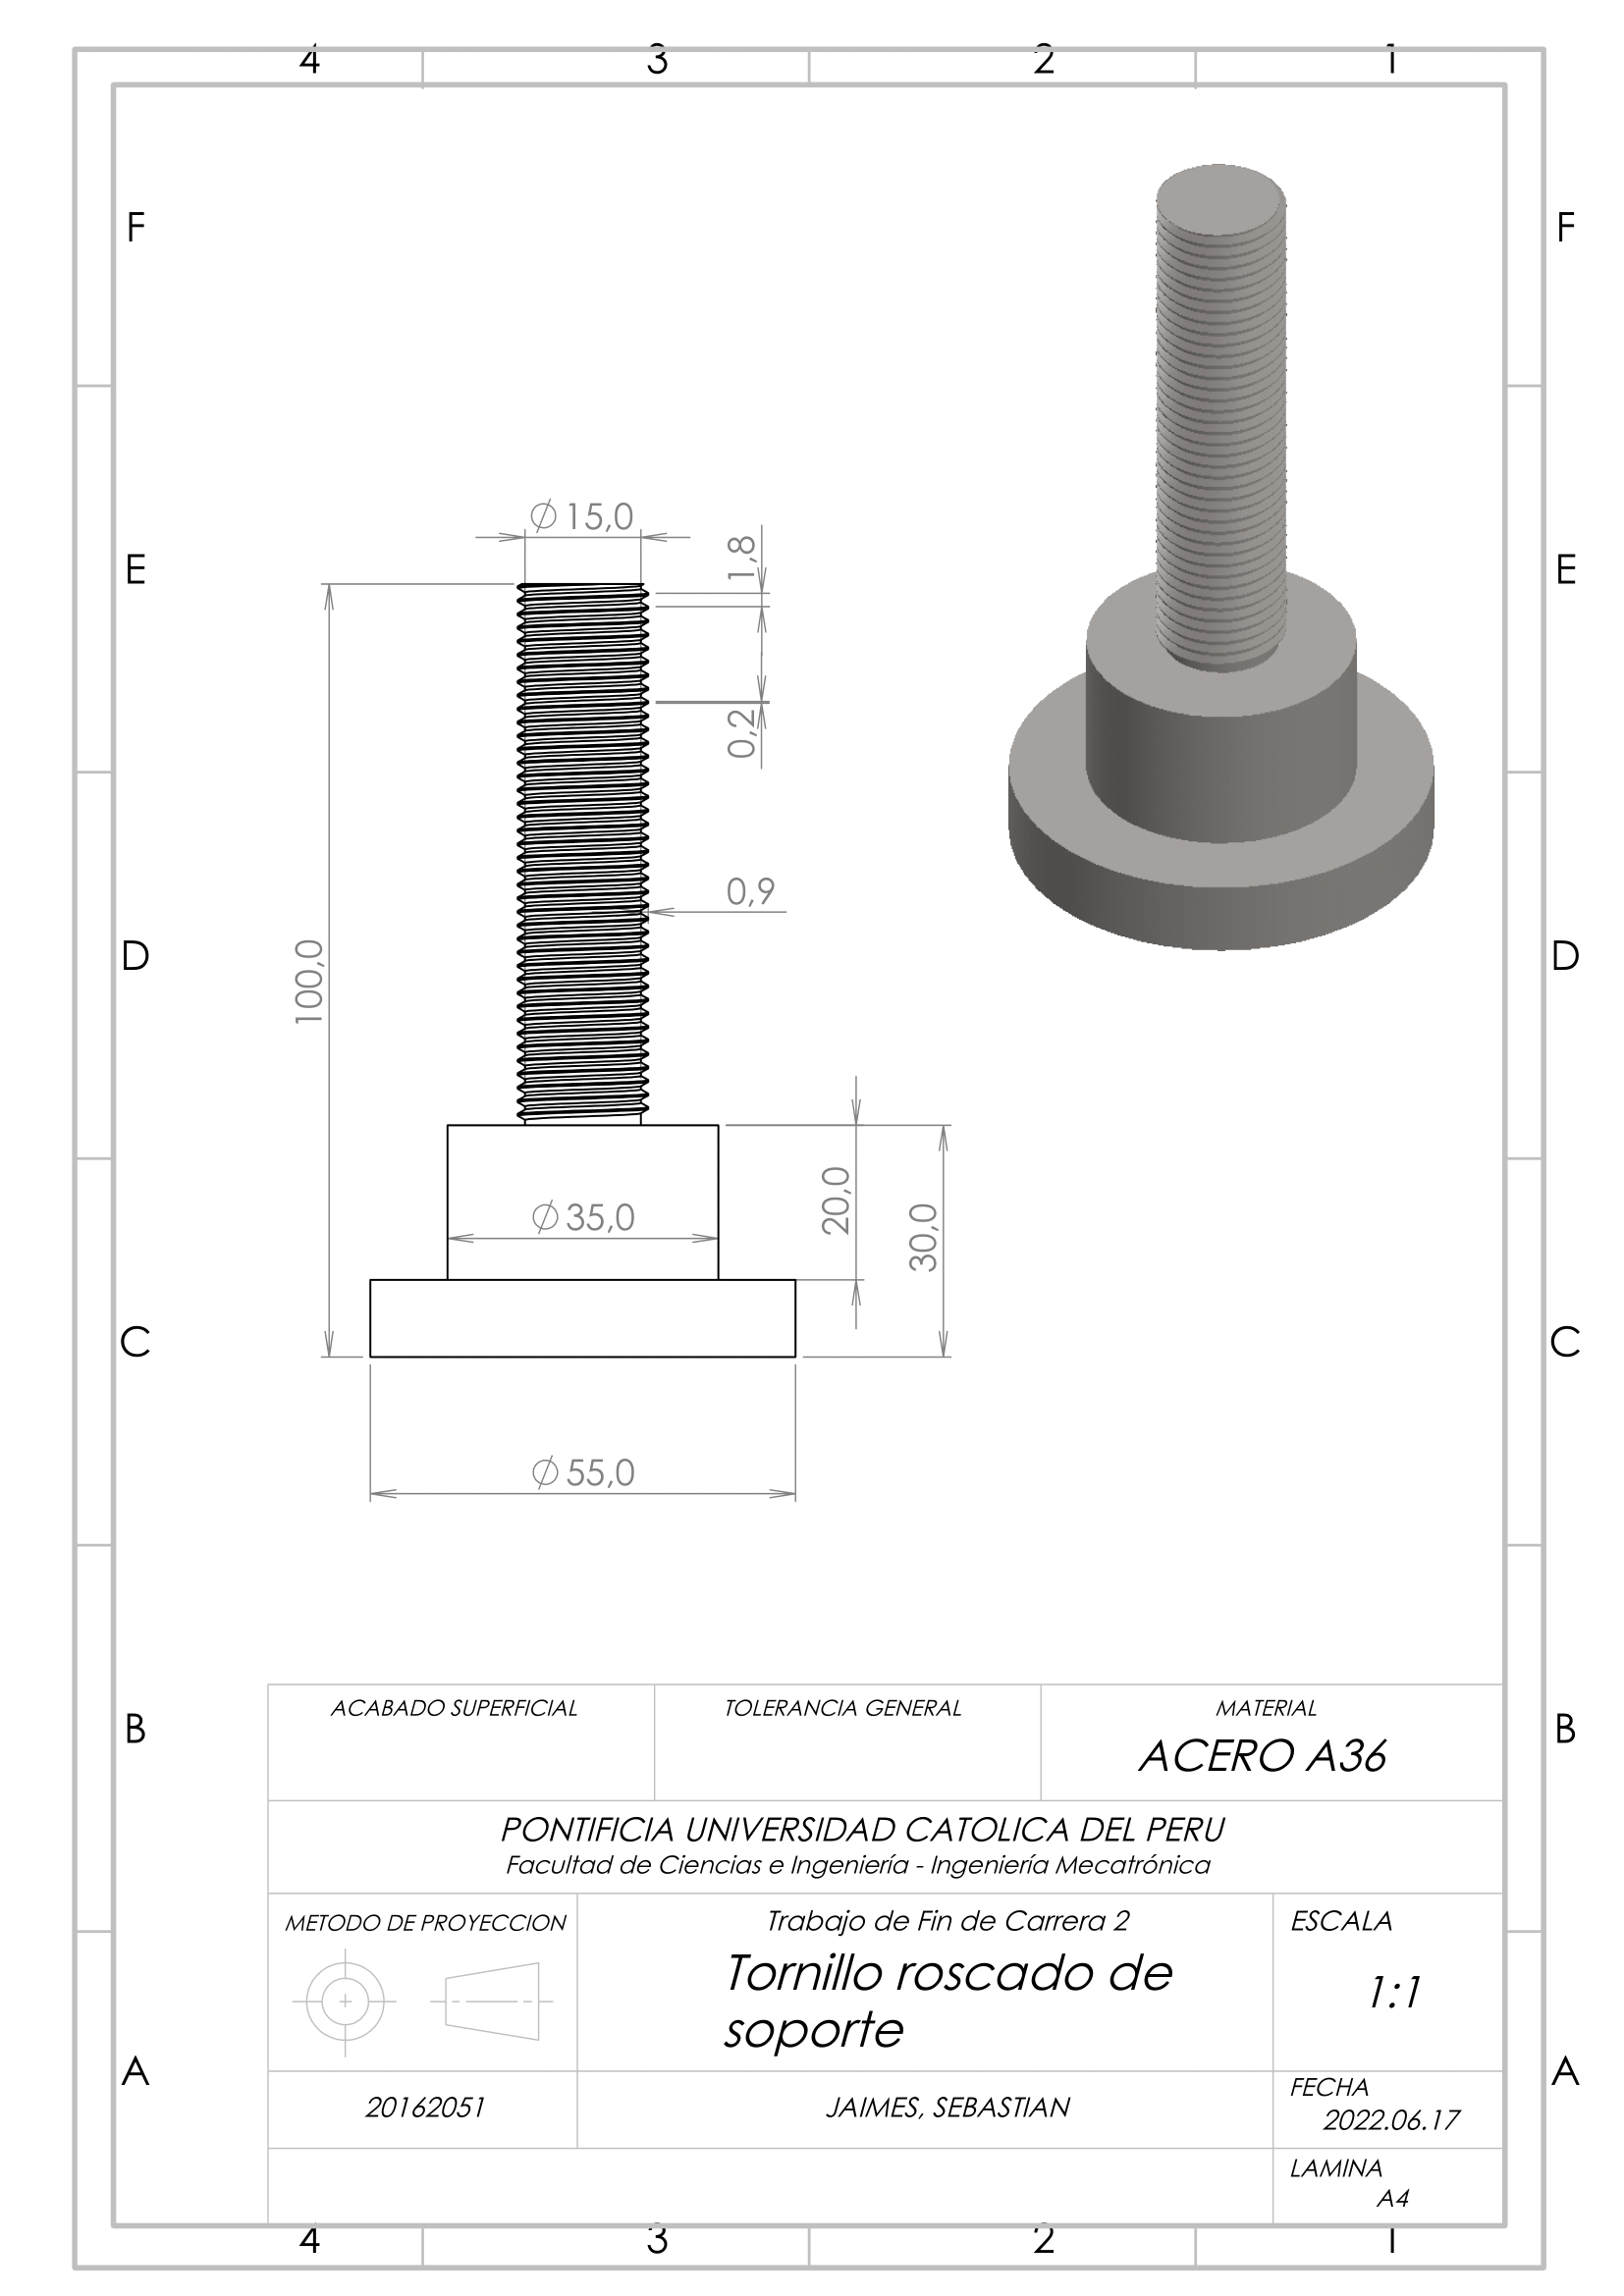 4 3 2 1
F F
E E
D D
C C
B B
A A
⌀15,0
1,8
0,2
0,9
100,0
20,0
30,0
⌀35,0
⌀55,0
ACABADO SUPERFICIAL
TOLERANCIA GENERAL
MATERIAL
ACERO A36
PONTIFICIA UNIVERSIDAD CATOLICA DEL PERU
Facultad de Ciencias e Ingeniería - Ingeniería Mecatrónica
METODO DE PROYECCION
Trabajo de Fin de Carrera 2
Tornillo roscado de
soporte
ESCALA
1:1
20162051
JAIMES, SEBASTIAN
FECHA
2022.06.17
LAMINA
A4
4 3 2 1